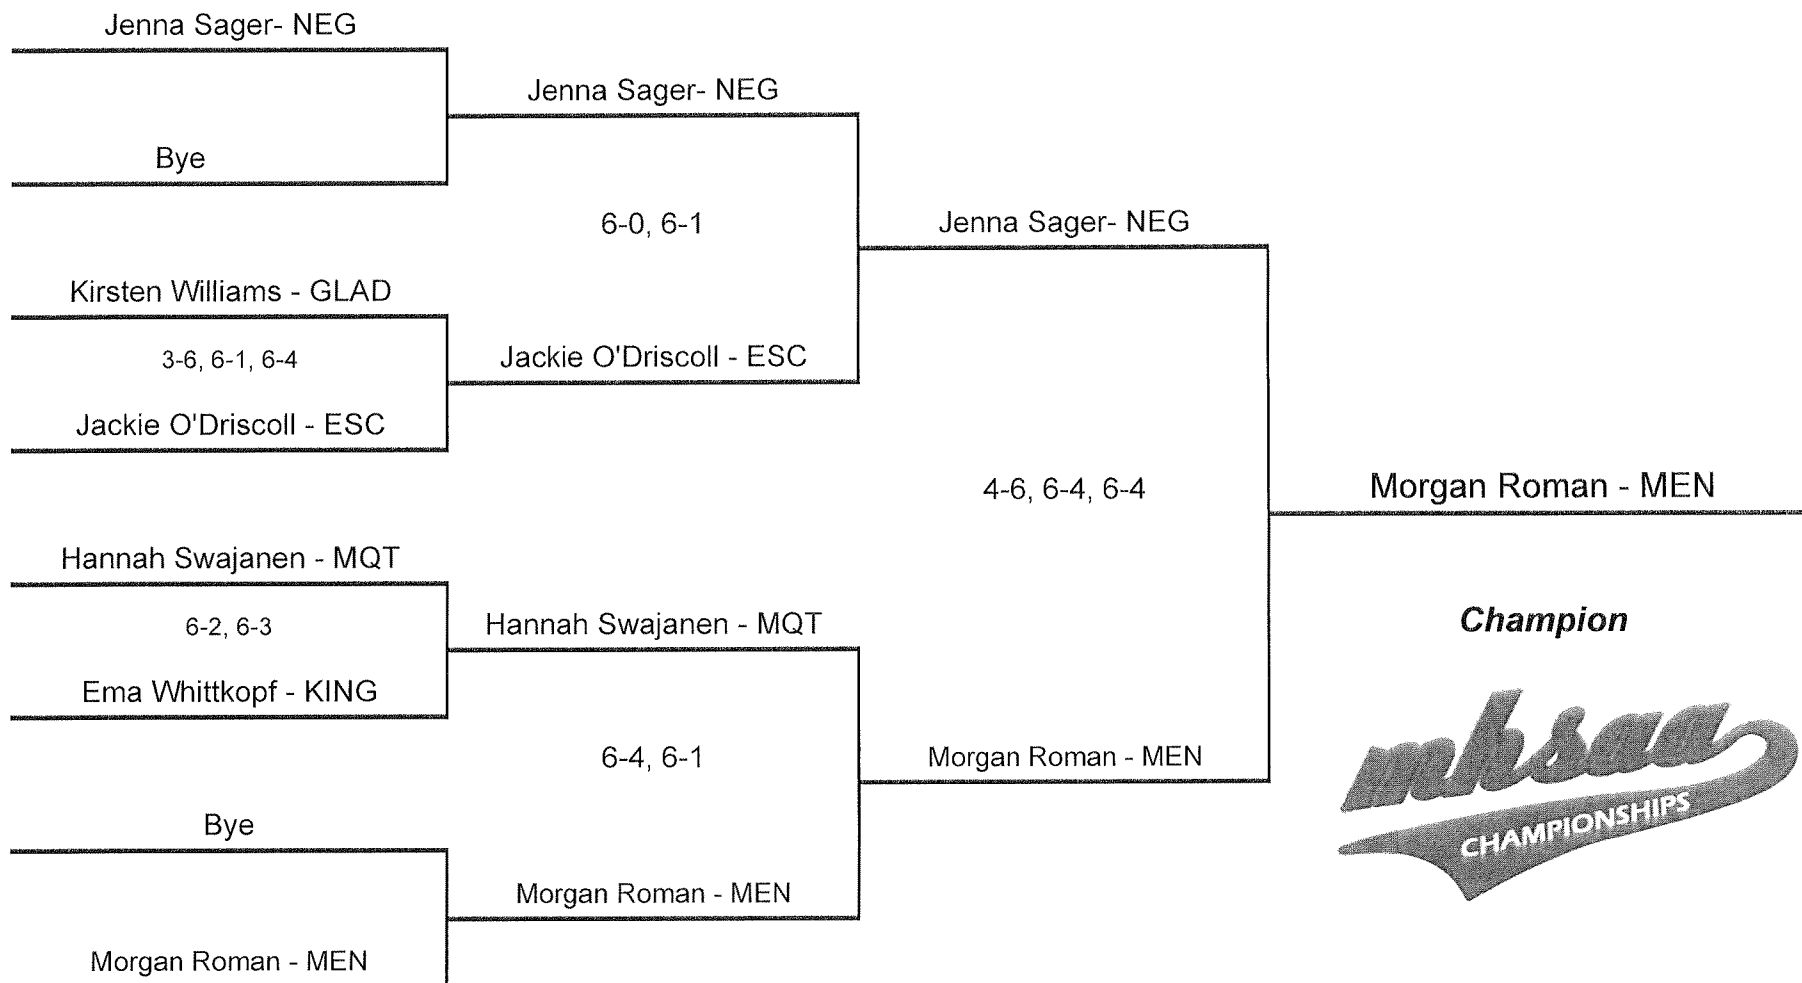 Jenna Sager- NEG
Jenna Sager- NEG
Bye
6-0, 6-1
Jenna Sager- NEG
Kirsten Williams - GLAD
3-6, 6-1, 6-4
Jackie O'Driscoll - ESC
Jackie O'Driscoll - ESC
4-6, 6-4, 6-4
Morgan Roman - MEN
Hannah Swajanen - MQT
6-2, 6-3
Hannah Swajanen - MQT
Champion
Ema Whittkopf - KING
6-4, 6-1
Morgan Roman - MEN
mhsaa
CHAMPIONSHIPS
Bye
Morgan Roman - MEN
Morgan Roman - MEN